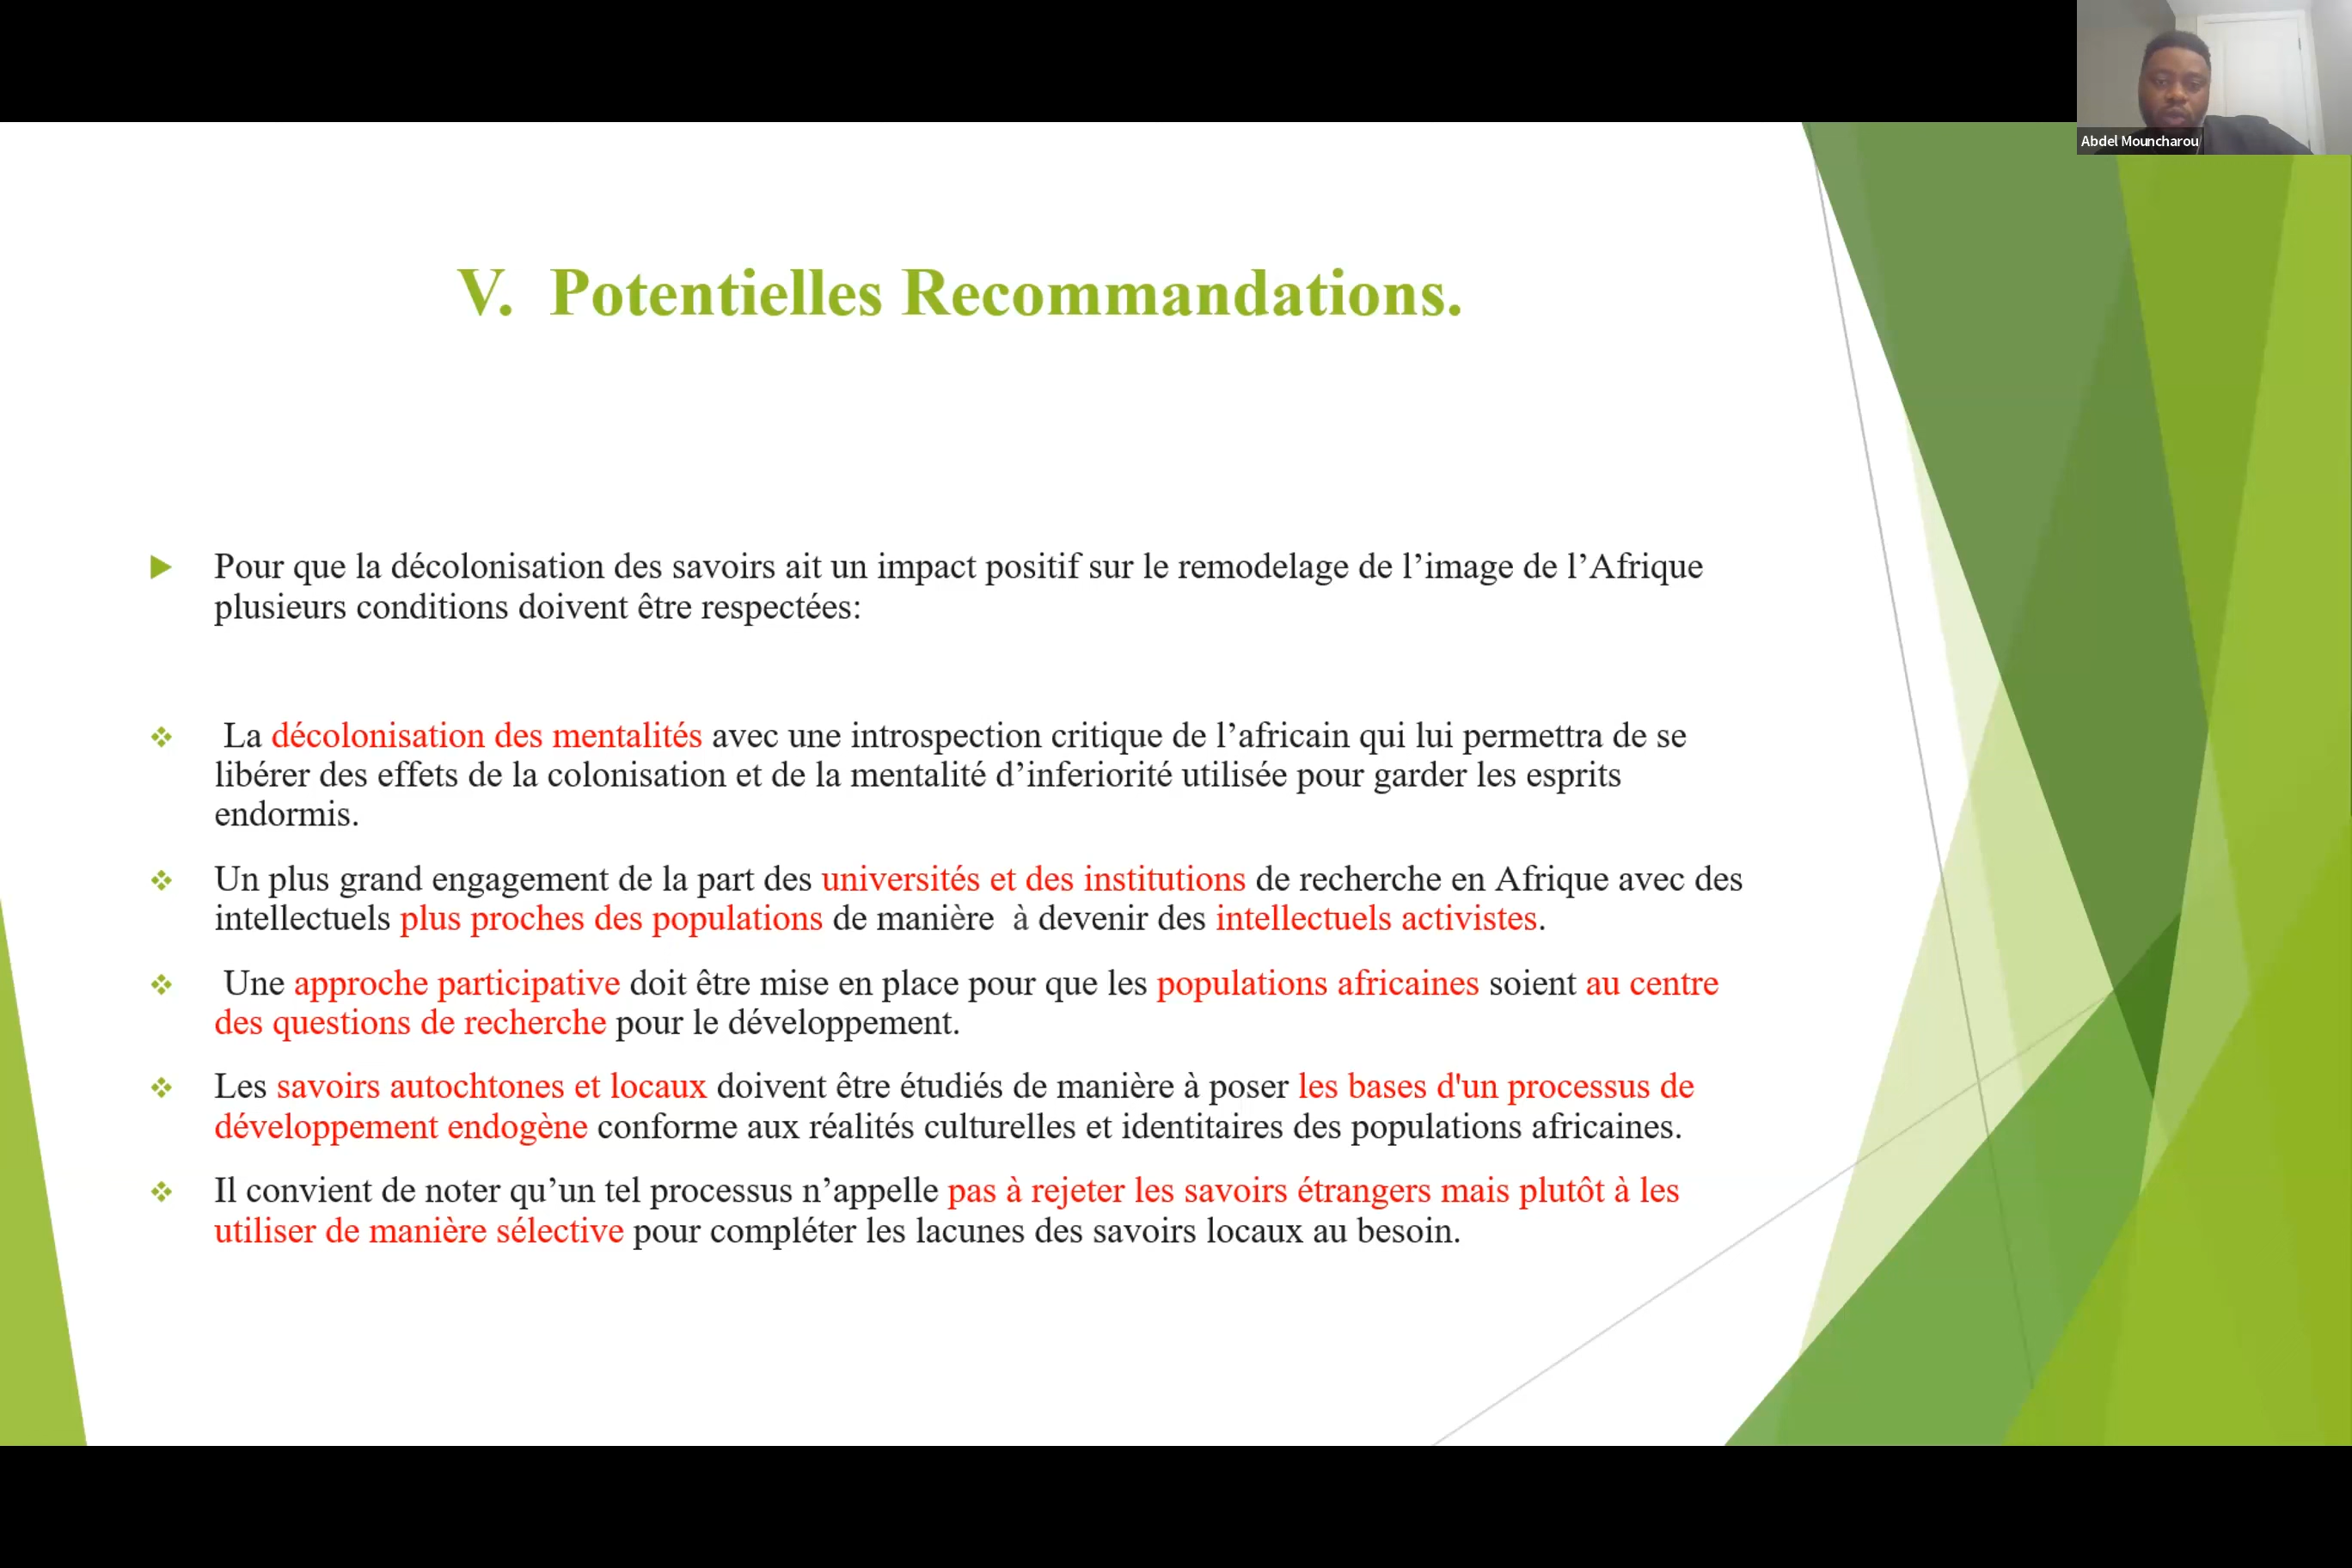 Abdel Mouncharou
V. Potentielles Recommandations.
Pour que la décolonisation des savoirs ait un impact positif sur le remodelage de l’image de l’Afrique
plusieurs conditions doivent être respectées:
La décolonisation des mentalités avec une introspection critique de l’africain qui lui permettra de se
libérer des effets de la colonisation et de la mentalité d’inferiorité utilisée pour garder les esprits
endormis.
Un plus grand engagement de la part des universités et des institutions de recherche en Afrique avec des
intellectuels plus proches des populations de manière à devenir des intellectuels activistes.
Une approche participative doit être mise en place pour que les populations africaines soient au centre
des questions de recherche pour le développement.
Les savoirs autochtones et locaux doivent être étudiés de manière à poser les bases d'un processus de
développement endogène conforme aux réalités culturelles et identitaires des populations africaines.
Il convient de noter qu’un tel processus n’appelle pas à rejeter les savoirs étrangers mais plutôt à les
utiliser de manière sélective pour compléter les lacunes des savoirs locaux au besoin.